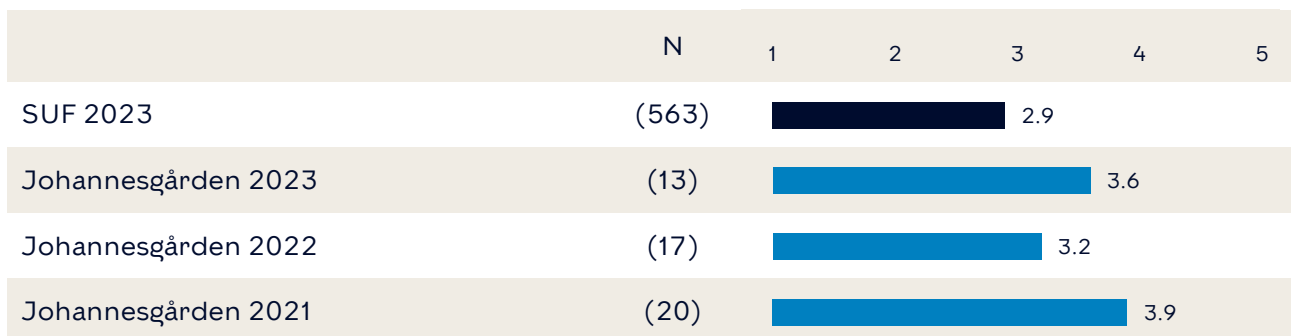 N 1 2 3 4 5
SUF 2023 (563) 2.9
Johannesgården 2023 (13) 3.6
Johannesgården 2022 (17) 3.2
Johannesgården 2021 (20) 3.9